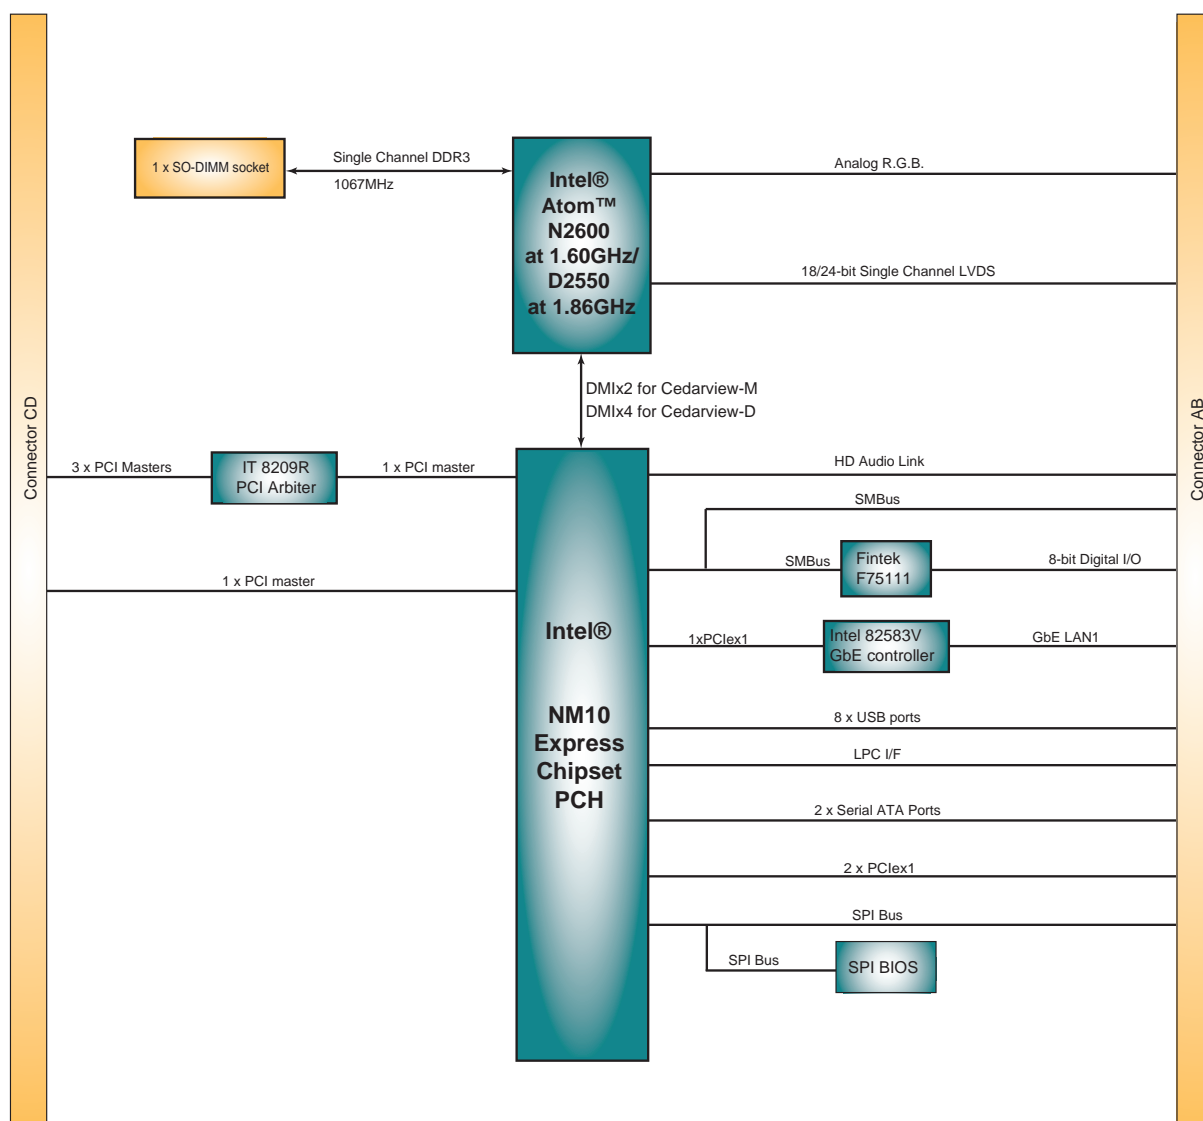 Connector CD
Connector AB
1 x SO-DIMM socket
Single Channel DDR3
1067MHz
Intel®
Atom™
N2600
at 1.60GHz/
D2550
at 1.86GHz
Analog R.G.B.
18/24-bit Single Channel LVDS
DMIx2 for Cedarview-M
DMIx4 for Cedarview-D
3 x PCI Masters
IT 8209R
PCI Arbiter
1 x PCI master
1 x PCI master
Intel®
NM10
Express
Chipset
PCH
HD Audio Link
SMBus
SMBus
Fintek
F75111
8-bit Digital I/O
1xPCIex1
Intel 82583V
GbE controller
GbE LAN1
8 x USB ports
LPC I/F
2 x Serial ATA Ports
2 x PCIex1
SPI Bus
SPI Bus
SPI BIOS